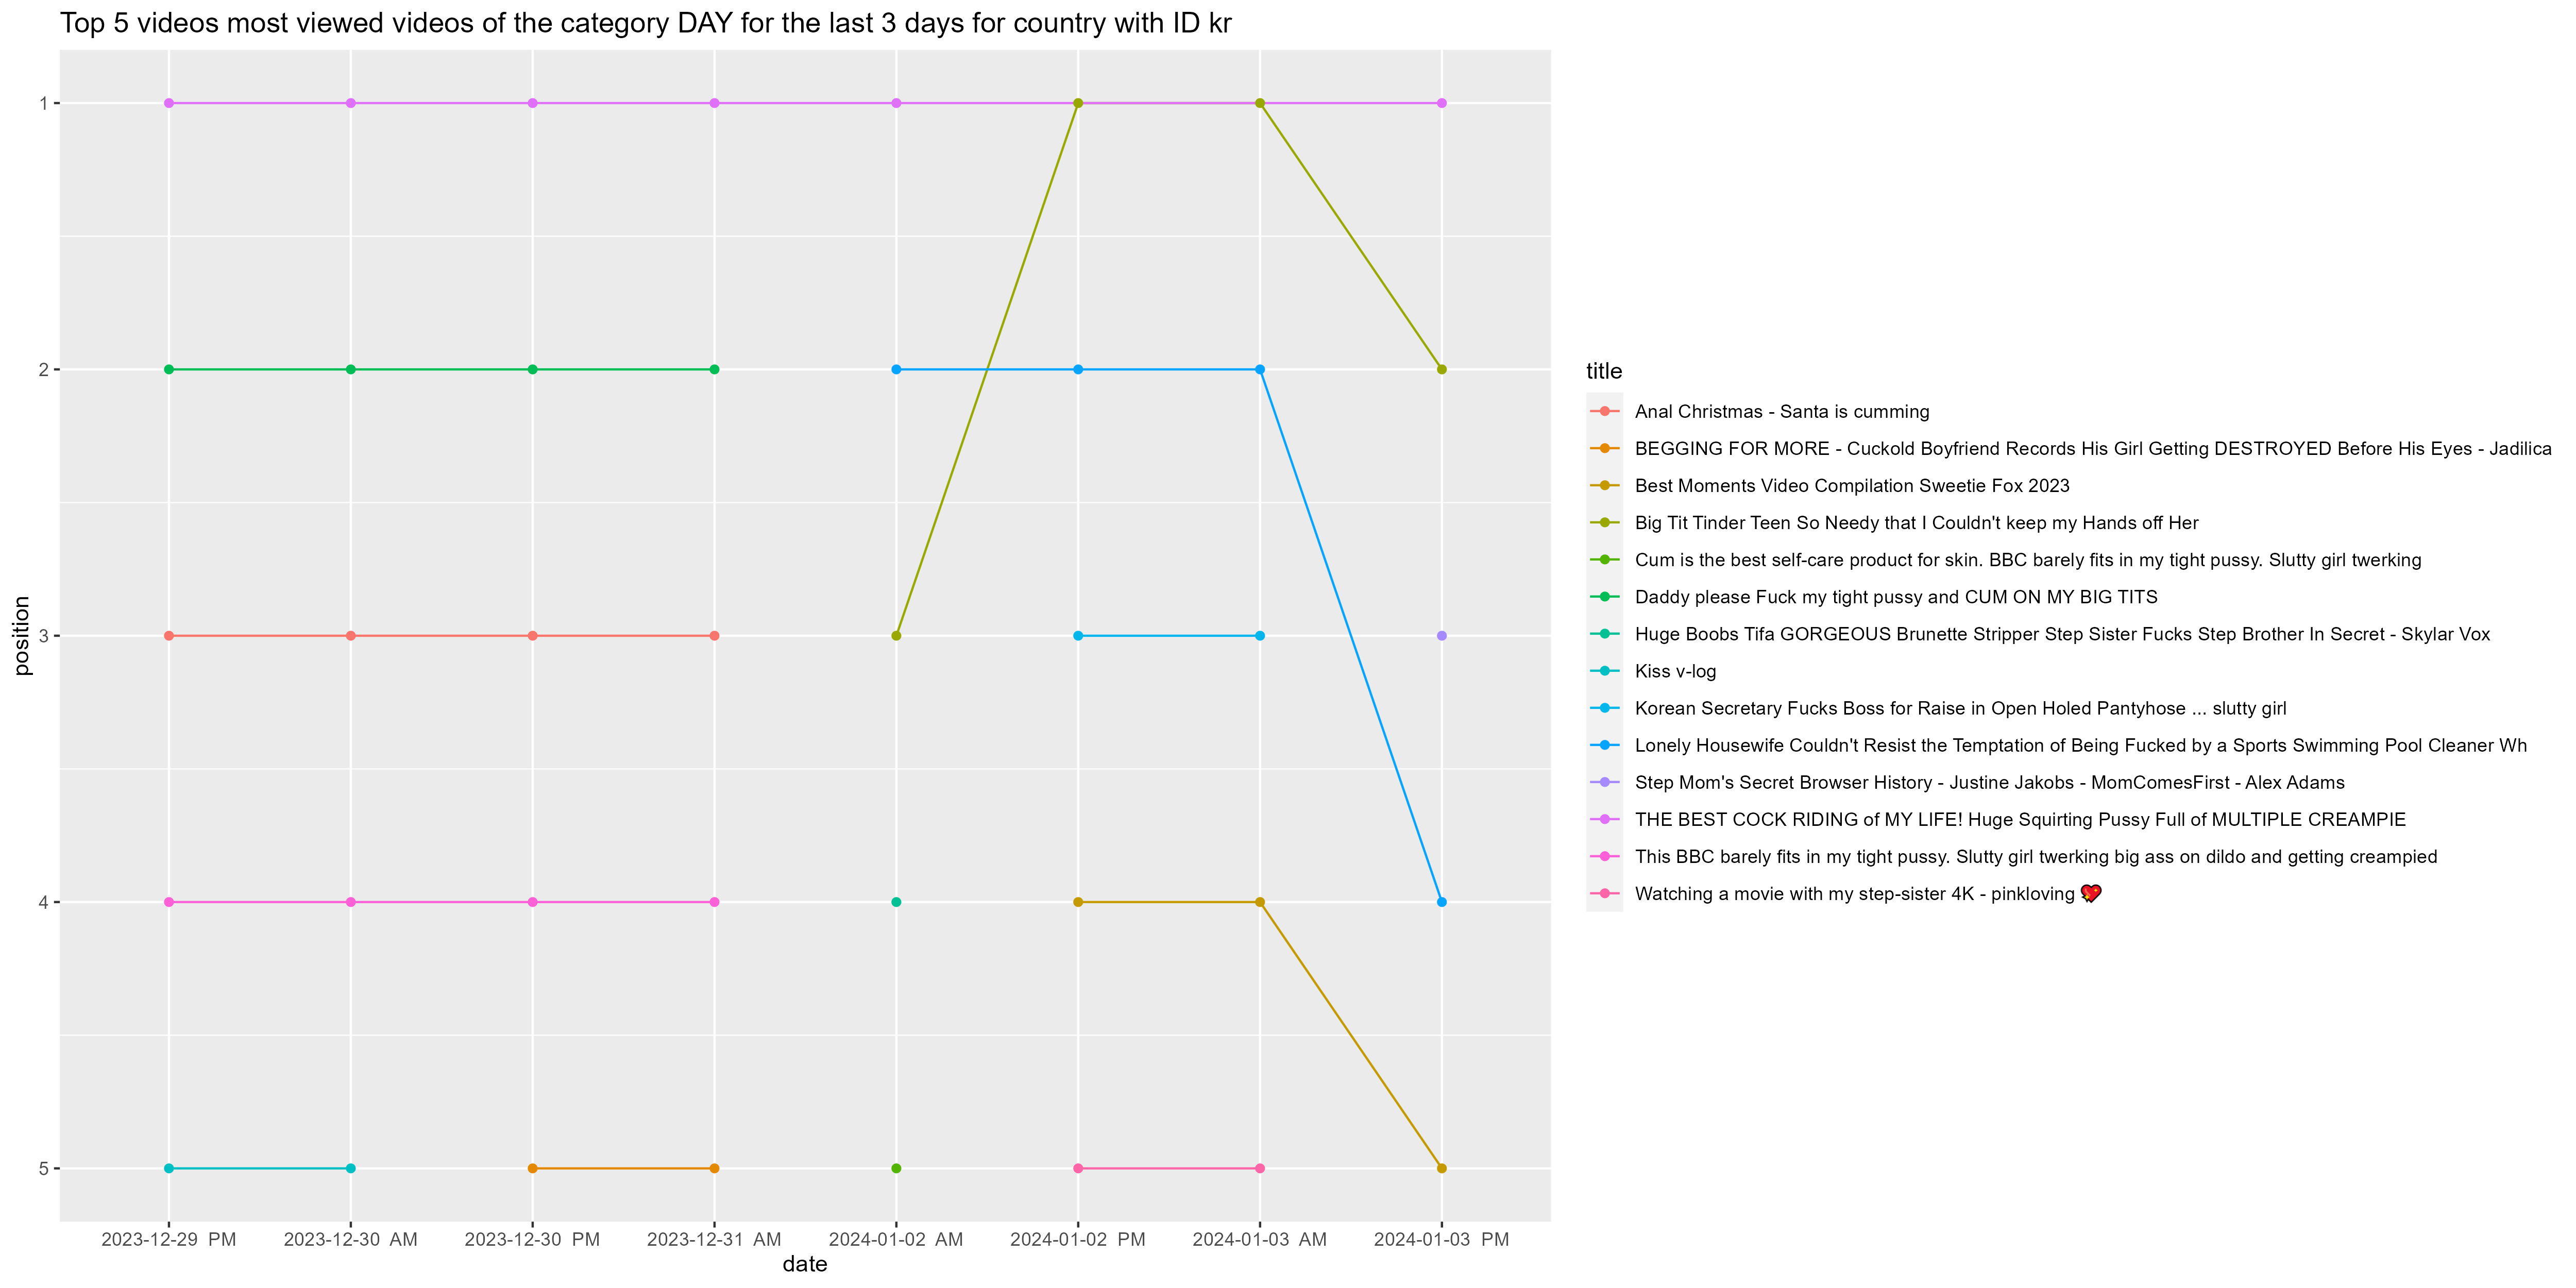 Top 5 videos most viewed videos of the category DAY for the last 3 days for country with ID kr
1
2
3
4
5
position
2023-12-29 PM
2023-12-30 AM
2023-12-30 PM
2023-12-31 AM
2024-01-02 AM
2024-01-02 PM
2024-01-03 AM
2024-01-03 PM
date
title
Anal Christmas - Santa is cumming
BEGGING FOR MORE - Cuckold Boyfriend Records His Girl Getting DESTROYED Before His Eyes - Jadilica
Best Moments Video Compilation Sweetie Fox 2023
Big Tit Tinder Teen So Needy that I Couldn't keep my Hands off Her
Cum is the best self-care product for skin. BBC barely fits in my tight pussy. Slutty girl twerking
Daddy please Fuck my tight pussy and CUM ON MY BIG TITS
Huge Boobs Tifa GORGEOUS Brunette Stripper Step Sister Fucks Step Brother In Secret - Skylar Vox
Kiss v-log
Korean Secretary Fucks Boss for Raise in Open Holed Pantyhose ... slutty girl
Lonely Housewife Couldn't Resist the Temptation of Being Fucked by a Sports Swimming Pool Cleaner Wh
Step Mom's Secret Browser History - Justine Jakobs - MomComesFirst - Alex Adams
THE BEST COCK RIDING of MY LIFE! Huge Squirting Pussy Full of MULTIPLE CREAMPIE
This BBC barely fits in my tight pussy. Slutty girl twerking big ass on dildo and getting creampied
Watching a movie with my step-sister 4K - pinkloving 💖